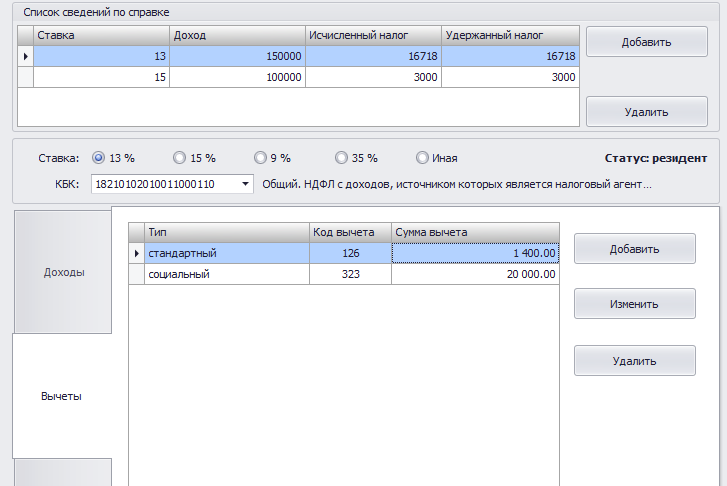 Список сведений по справке
Ставка Доход Исчисленный налог Удержанный налог
13 150000 16718 16718
15 100000 3000 3000
Добавить
Удалить
Ставка: 13 % 15 % 9 % 35 % Иная Статус: резидент
КБК: 18210102010011000110 Общий. НДФЛ с доходов, источником которых является налоговый агент...
Доходы
Вычеты
Тип Код вычета Сумма вычета
стандартный 126 1 400.00
социальный 323 20 000.00
Добавить
Изменить
Удалить